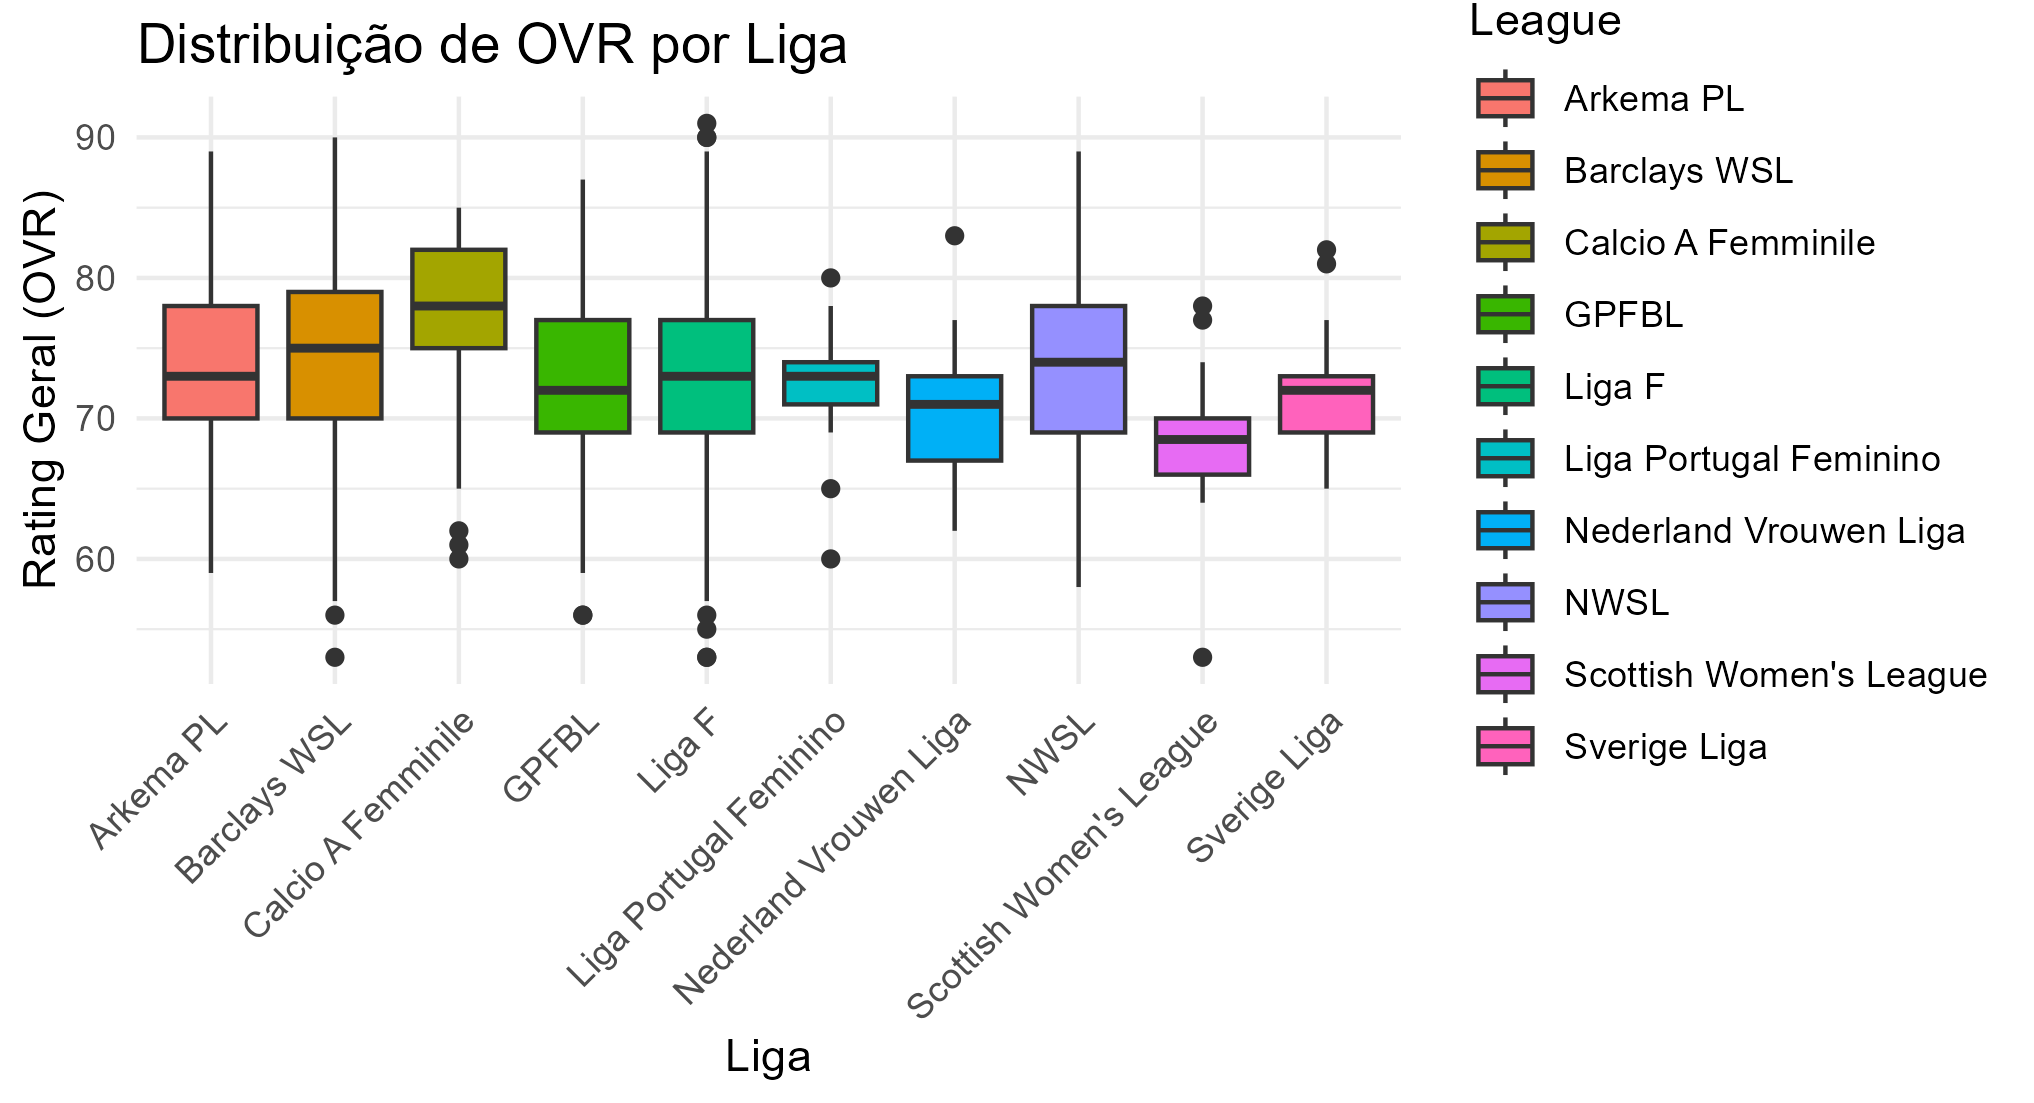 Distribuição de OVR por Liga
Rating Geral (OVR)
90
80
70
60
Arkema PL
Barclays WSL
Calcio A Femminile
GPFBL
Liga F
Liga Portugal Feminino
Nederland Vrouwen Liga
NWSL
Scottish Women's League
Sverige Liga
Liga
League
Arkema PL
Barclays WSL
Calcio A Femminile
GPFBL
Liga F
Liga Portugal Feminino
Nederland Vrouwen Liga
NWSL
Scottish Women's League
Sverige Liga